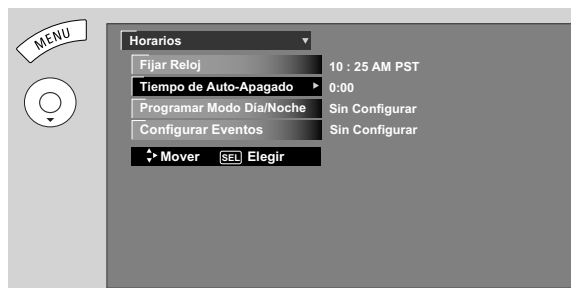 MENU
Horarios
Fijar Reloj 10 : 25 AM PST
Tiempo de Auto-Apagado 0:00
Programar Modo Día/Noche Sin Configurar
Configurar Eventos Sin Configurar
Mover SEL Elegir